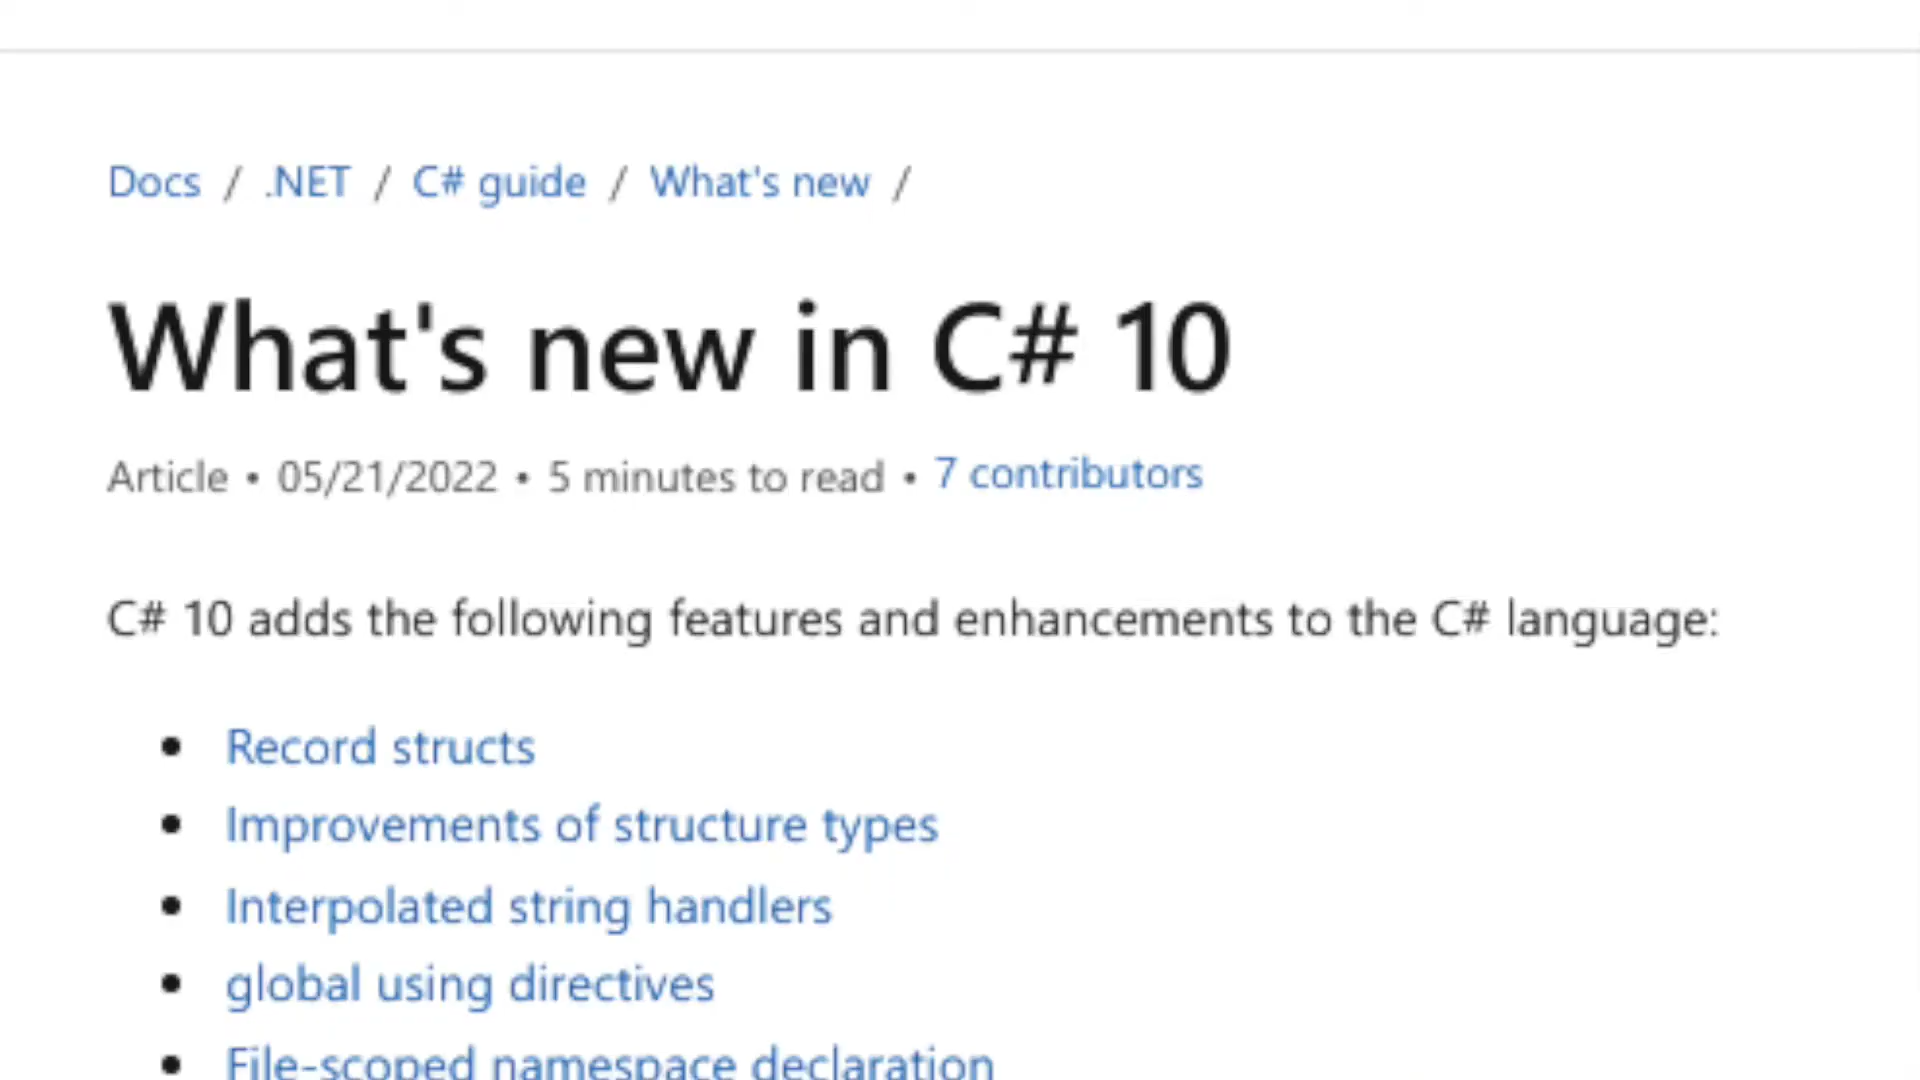 Docs / .NET / C# guide / What's new /
What's new in C# 10
Article • 05/21/2022 • 5 minutes to read • 7 contributors
C# 10 adds the following features and enhancements to the C# language:
• Record structs
• Improvements of structure types
• Interpolated string handlers
• global using directives
• File-scoped namespace declaration